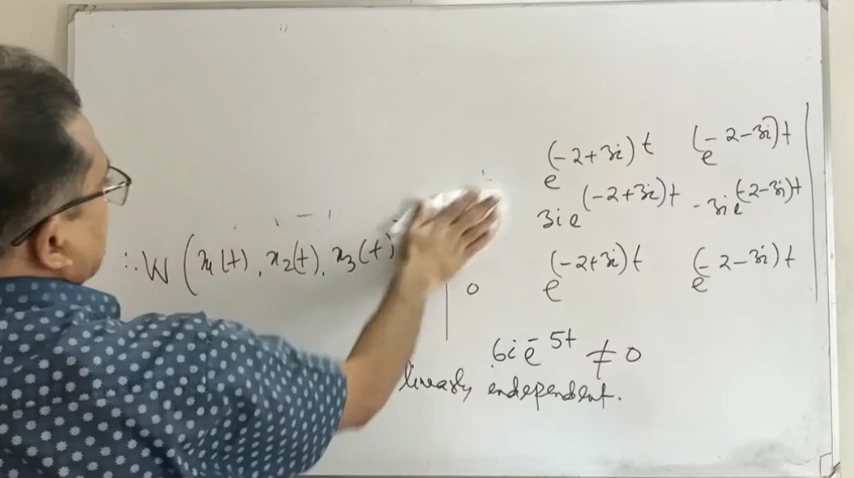 e^(-2+3i)t e^(-2-3i)t
3ie^(-2+3i)t -3ie^(-2-3i)t
∴ W(x₁(t), x₂(t), x₃(t)
0 e^(-2+3i)t e^(-2-3i)t
6ie^-5t ≠ 0
linearly independent.